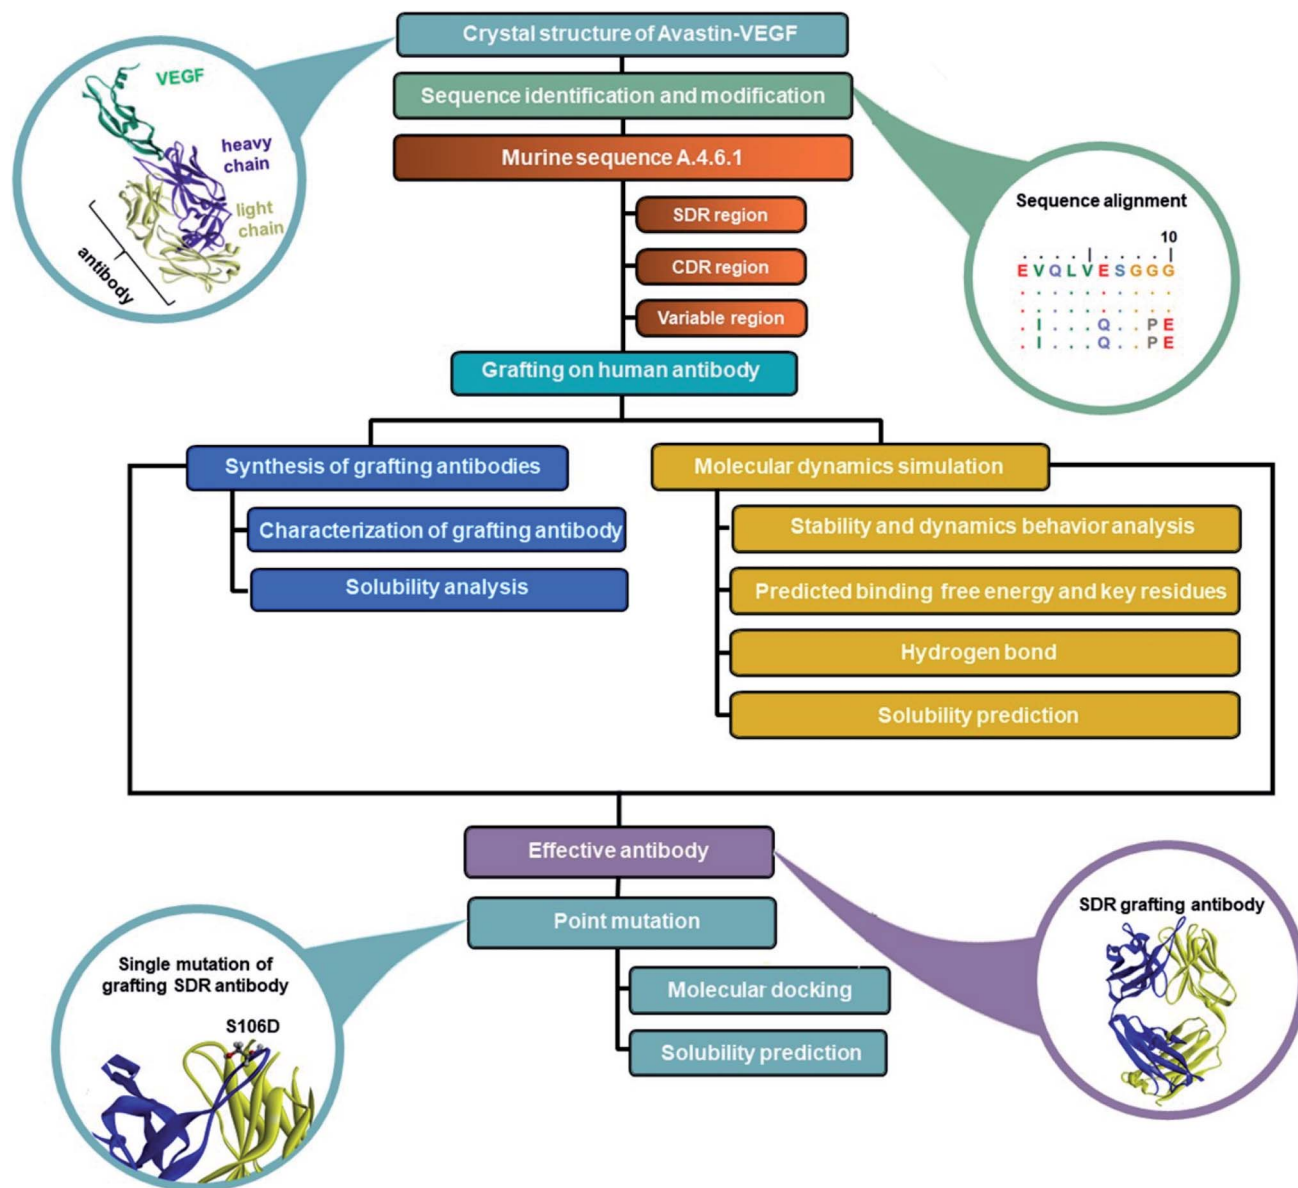 Crystal structure of Avastin-VEGF
VEGF
heavy
chain
light
chain
antibody
Sequence identification and modification
Murine sequence A.4.6.1
SDR region
CDR region
Variable region
Sequence alignment
10
. . . . | . . . . |
E V Q L V E S G G G
. . . . . . . . . .
. . . . . . . . . .
. I . . . Q . . P E
. I . . . Q . . P E
Grafting on human antibody
Synthesis of grafting antibodies
Characterization of grafting antibody
Solubility analysis
Molecular dynamics simulation
Stability and dynamics behavior analysis
Predicted binding free energy and key residues
Hydrogen bond
Solubility prediction
Effective antibody
SDR grafting antibody
Point mutation
Single mutation of
grafting SDR antibody
S106D
Molecular docking
Solubility prediction